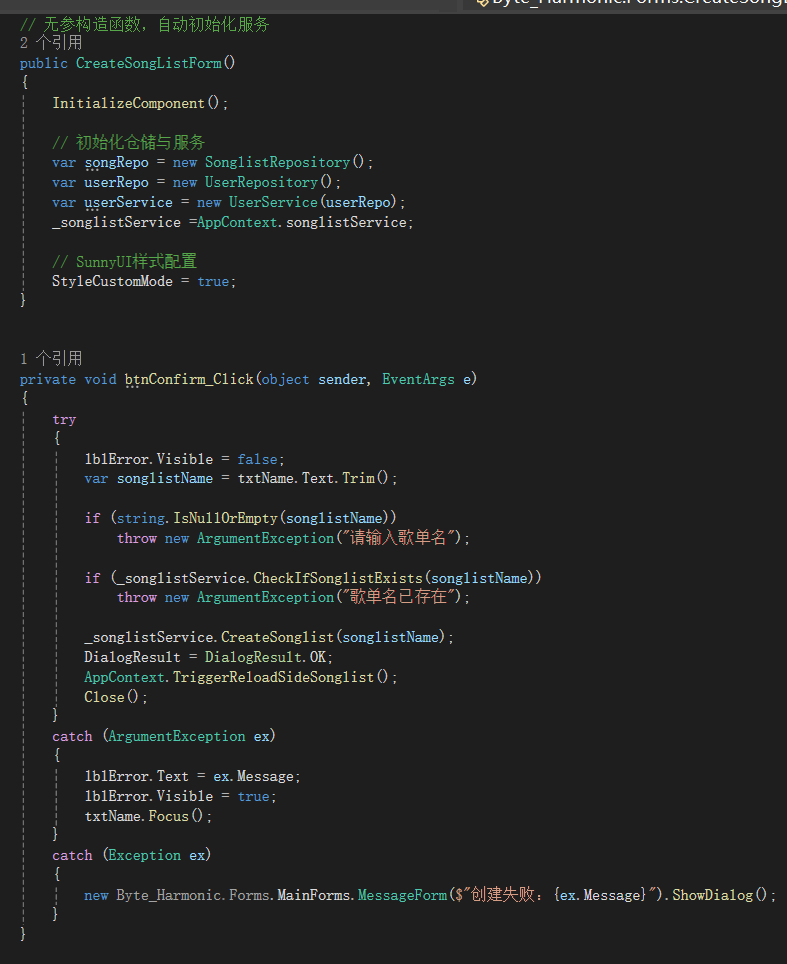 Byte_Harmonic.Forms.CreateSongL
// 无参构造函数，自动初始化服务
2 个引用
public CreateSongListForm()
{
    InitializeComponent();
    // 初始化仓储与服务
    var songRepo = new SonglistRepository();
    var userRepo = new UserRepository();
    var userService = new UserService(userRepo);
    _songlistService =AppContext.songlistService;
    // SunnyUI样式配置
    StyleCustomMode = true;
}
1 个引用
private void btnConfirm_Click(object sender, EventArgs e)
{
    try
    {
        lblError.Visible = false;
        var songlistName = txtName.Text.Trim();
        if (string.IsNullOrEmpty(songlistName))
            throw new ArgumentException("请输入歌单名");
        if (_songlistService.CheckIfSonglistExists(songlistName))
            throw new ArgumentException("歌单名已存在");
        _songlistService.CreateSonglist(songlistName);
        DialogResult = DialogResult.OK;
        AppContext.TriggerReloadSideSonglist();
        Close();
    }
    catch (ArgumentException ex)
    {
        lblError.Text = ex.Message;
        lblError.Visible = true;
        txtName.Focus();
    }
    catch (Exception ex)
    {
        new Byte_Harmonic.Forms.MainForms.MessageForm($"创建失败：{ex.Message}").ShowDialog();
    }
}